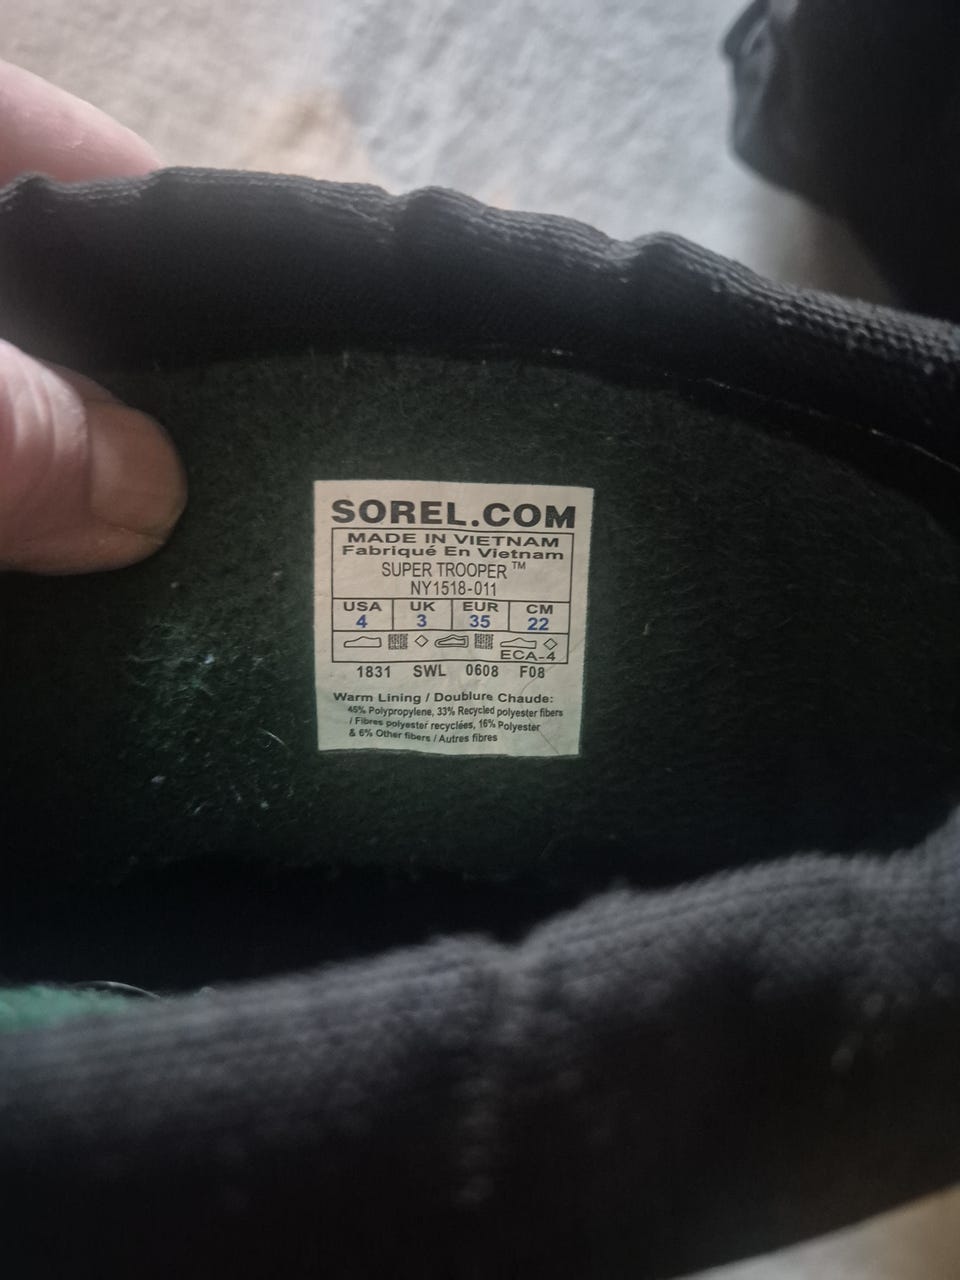 SOREL.COM
MADE IN VIETNAM
Fabriqué En Vietnam
SUPER TROOPER™
NY1518-011
USA UK EUR CM
4 3 35 22
ECA-4
1831 SWL 0608 F08
Warm Lining / Doublure Chaude:
45% Polypropylene, 33% Recycled polyester fibers
/ Fibres polyester recyclées, 16% Polyester
& 6% Other fibers / Autres fibres